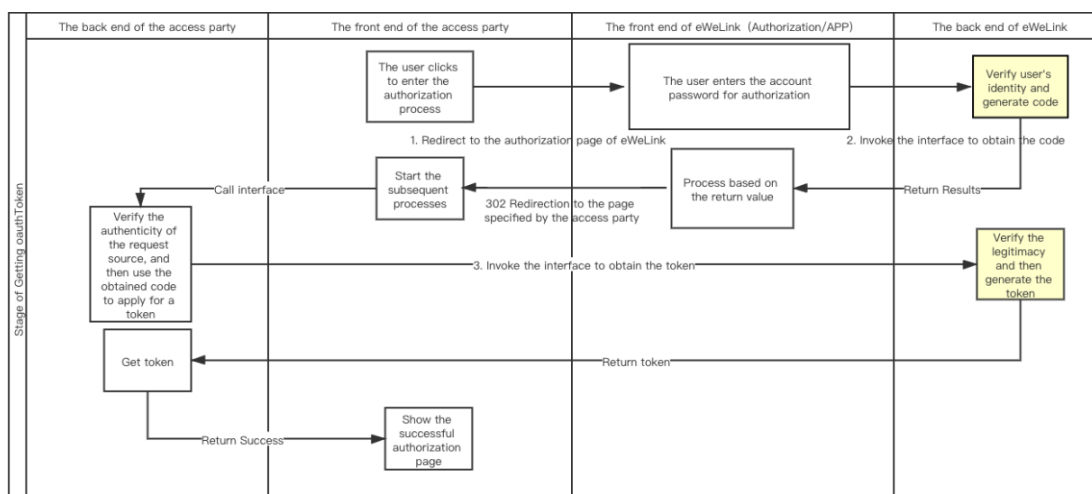 The back end of the access party
The front end of the access party
The front end of eWeLink（Authorization/APP)
The back end of eWeLink
Stage of Getting oauthToken
The user clicks
to enter the
authorization
process
The user enters the account
password for authorization
Verify user's
identity and
generate code
1. Redirect to the authorization page of eWeLink
2. Invoke the interface to obtain the code
Start the
subsequent
processes
Process based on
the return value
Call interface
302 Redirection to the page
specified by the access party
Return Results
Verify the
authenticity of
the request
source, and
then use the
obtained code
to apply for a
token
3. Invoke the interface to obtain the token
Verify the
legitimacy
and then
generate the
token
Get token
Return token
Return Success
Show the
successful
authorization
page